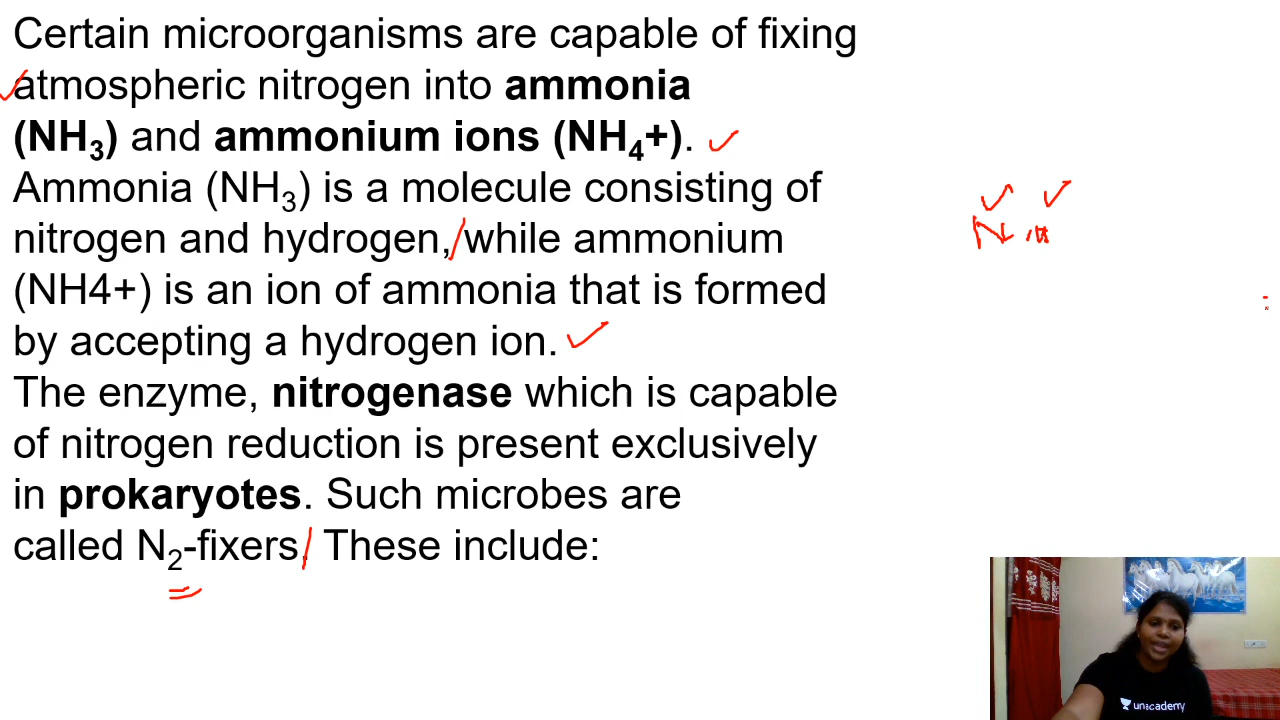 Certain microorganisms are capable of fixing
atmospheric nitrogen into ammonia
(NH₃) and ammonium ions (NH₄+).
Ammonia (NH₃) is a molecule consisting of
nitrogen and hydrogen, while ammonium
(NH4+) is an ion of ammonia that is formed
by accepting a hydrogen ion.
The enzyme, nitrogenase which is capable
of nitrogen reduction is present exclusively
in prokaryotes. Such microbes are
called N₂-fixers. These include:
unacademy